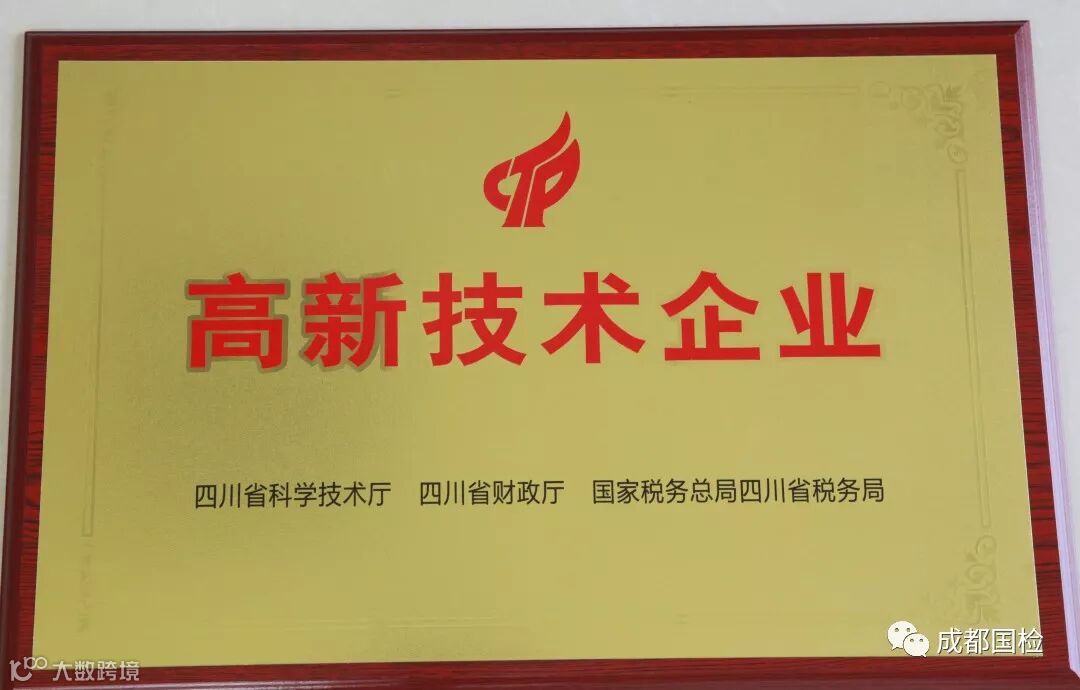 CTP
高新技术企业
四川省科学技术厅 四川省财政厅 国家税务总局四川省税务局
成都国检
大数跨境